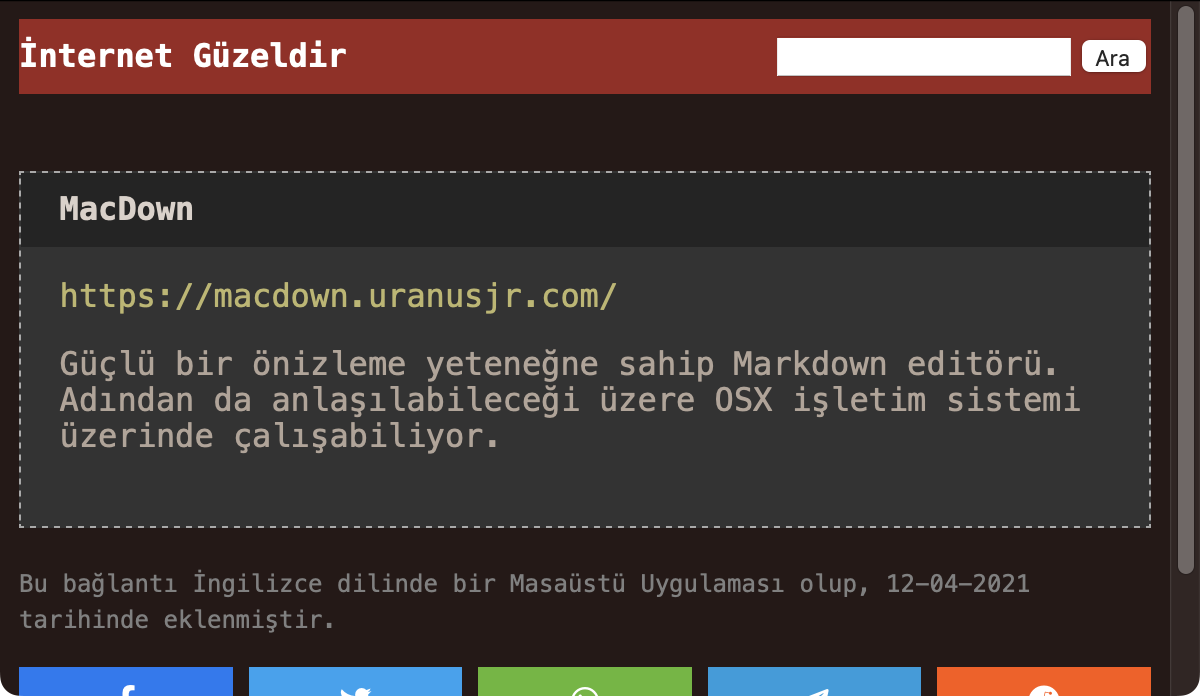 İnternet Güzeldir
Ara
MacDown
https://macdown.uranusjr.com/
Güçlü bir önizleme yeteneğne sahip Markdown editörü.
Adından da anlaşılabileceği üzere OSX işletim sistemi
üzerinde çalışabiliyor.
Bu bağlantı İngilizce dilinde bir Masaüstü Uygulaması olup, 12-04-2021
tarihinde eklenmiştir.